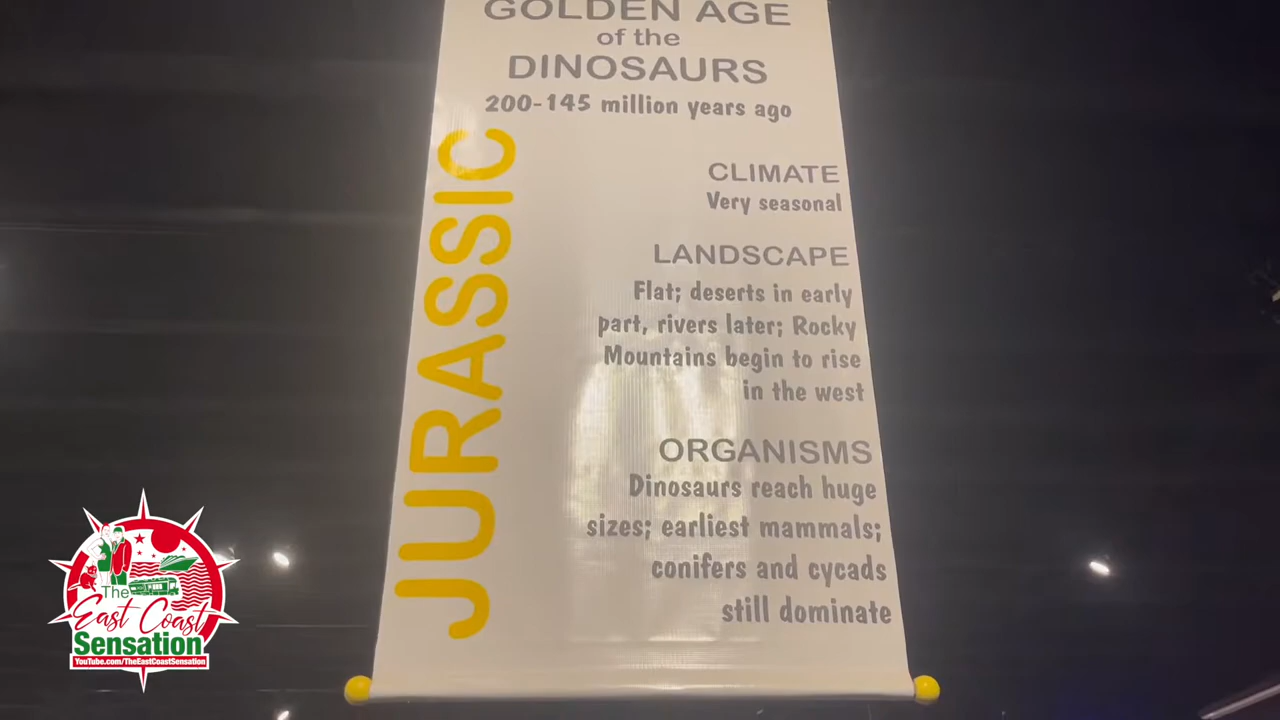 GOLDEN AGE
of the
DINOSAURS
200-145 million years ago
JURASSIC
CLIMATE
Very seasonal
LANDSCAPE
Flat; deserts in early
part, rivers later; Rocky
Mountains begin to rise
in the west
ORGANISMS
Dinosaurs reach huge
sizes; earliest mammals;
conifers and cycads
still dominate
The
East Coast
Sensation
YouTube.com/TheEastCoastSensation